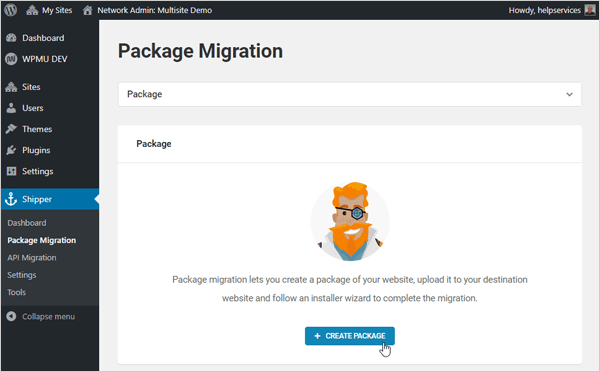 My Sites Network Admin: Multisite Demo Howdy, helpservices
Dashboard
WPMU DEV
Sites
Users
Themes
Plugins
Settings
Shipper
Dashboard
Package Migration
API Migration
Settings
Tools
Collapse menu
Package Migration
Package
Package
Package migration lets you create a package of your website, upload it to your destination
website and follow an installer wizard to complete the migration.
+ CREATE PACKAGE